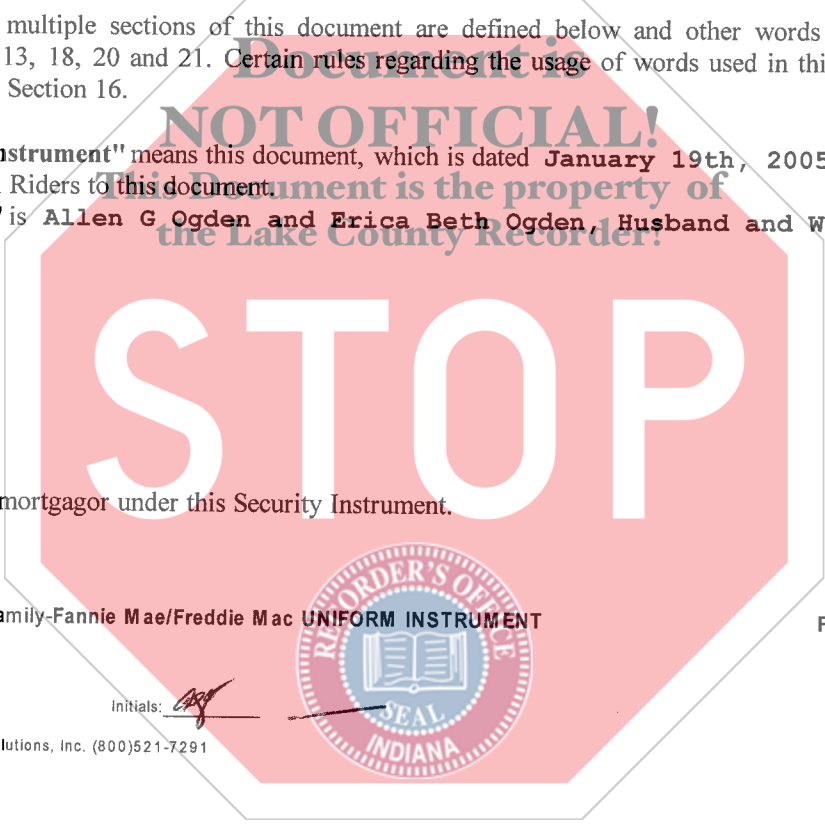 multiple sections of this document are defined below and other words
13, 18, 20 and 21. Certain rules regarding the usage of words used in thi
Section 16.
Document is
NOT OFFICIAL!
This Document is the property of
the Lake County Recorder!
nstrument" means this document, which is dated January 19th, 2005
Riders to this document.
is Allen G Ogden and Erica Beth Ogden, Husband and W
STOP
mortgagor under this Security Instrument.
amily-Fannie Mae/Freddie Mac UNIFORM INSTRUMENT
F
RECORDER'S OFFICE
SEAL
INDIANA
Initials:
lutions, Inc. (800)521-7291